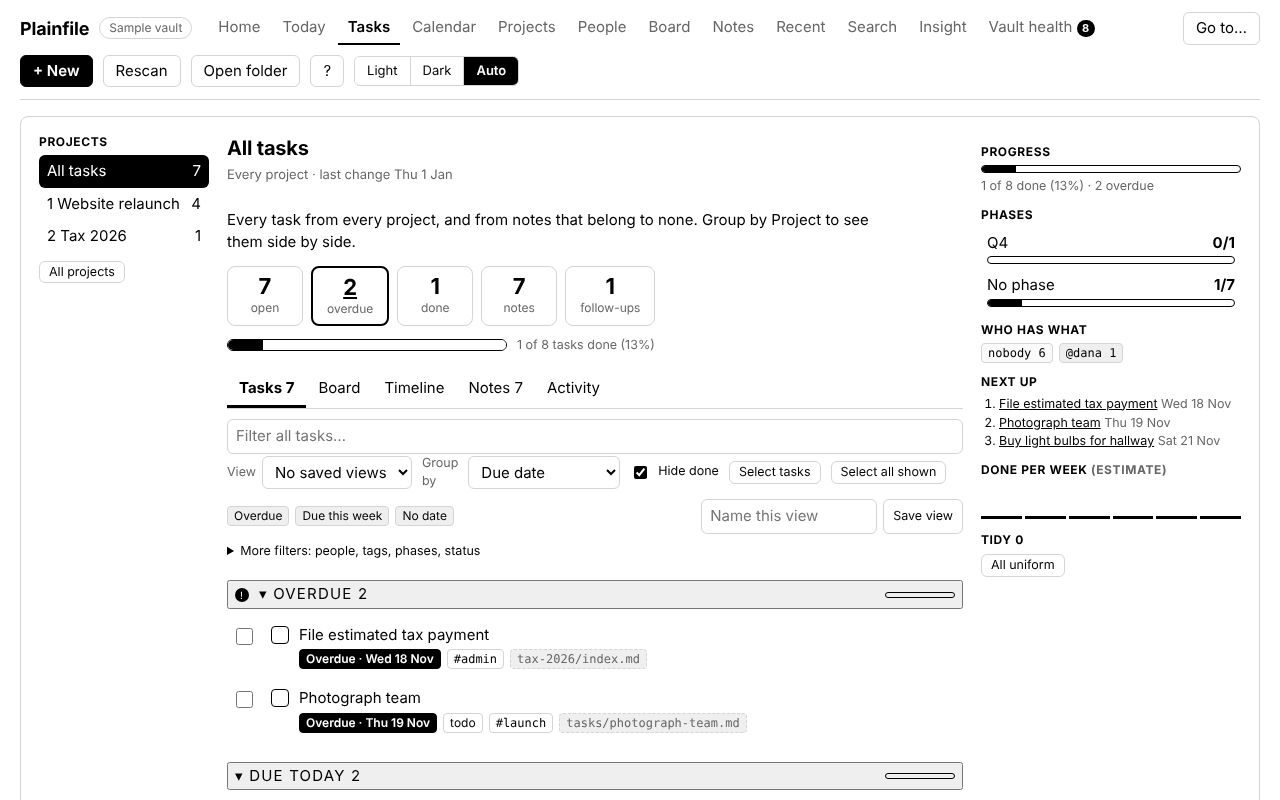 Plainfile Sample vault Home Today Tasks Calendar Projects People Board Notes Recent Search Insight Vault health 8 Go to...
+ New Rescan Open folder ? Light Dark Auto
PROJECTS
All tasks 7
1 Website relaunch 4
2 Tax 2026 1
All projects
All tasks
Every project · last change Thu 1 Jan
Every task from every project, and from notes that belong to none. Group by Project to see
them side by side.
7 open
2 overdue
1 done
7 notes
1 follow-ups
1 of 8 tasks done (13%)
Tasks 7 Board Timeline Notes 7 Activity
Filter all tasks...
View No saved views Group by Due date Hide done Select tasks Select all shown
Overdue Due this week No date Name this view Save view
▶ More filters: people, tags, phases, status
! ▼ OVERDUE 2
File estimated tax payment
Overdue · Wed 18 Nov #admin tax-2026/index.md
Photograph team
Overdue · Thu 19 Nov todo #launch tasks/photograph-team.md
▼ DUE TODAY 2
PROGRESS
1 of 8 done (13%) · 2 overdue
PHASES
Q4 0/1
No phase 1/7
WHO HAS WHAT
nobody 6 @dana 1
NEXT UP
1. File estimated tax payment Wed 18 Nov
2. Photograph team Thu 19 Nov
3. Buy light bulbs for hallway Sat 21 Nov
DONE PER WEEK (ESTIMATE)
TIDY 0
All uniform